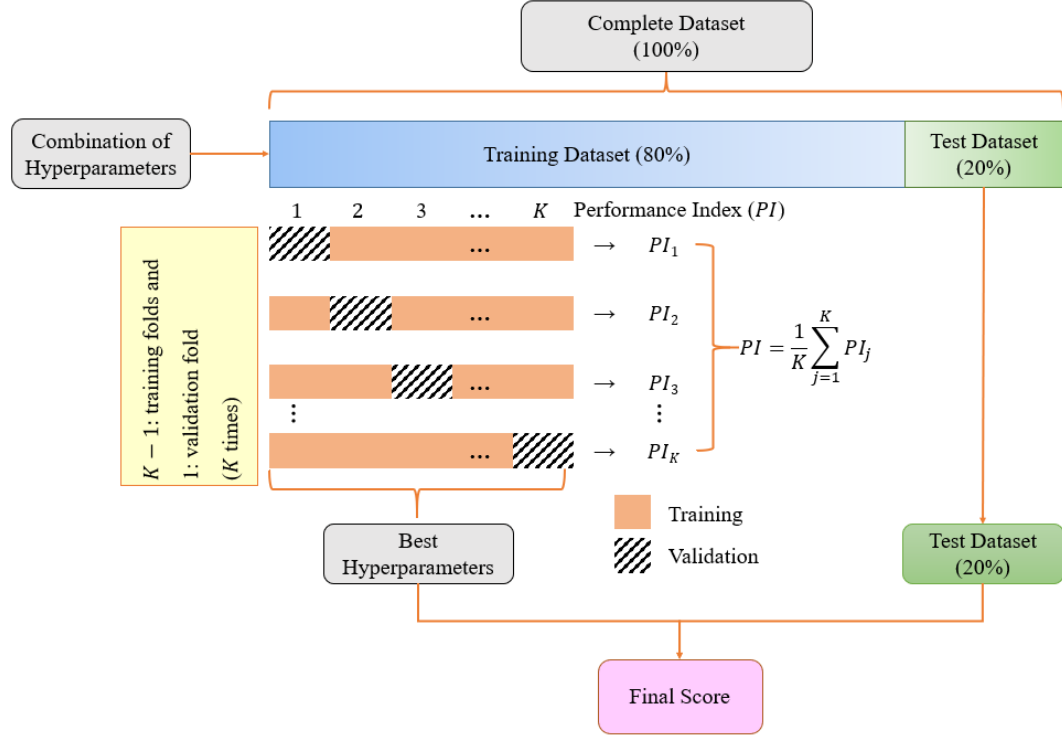 Complete Dataset
(100%)
Combination of
Hyperparameters
Training Dataset (80%)
Test Dataset
(20%)
1 2 3 ... K Performance Index (PI)
K − 1: training folds and
1: validation fold
(K times)
... → PI₁
... → PI₂
... → PI₃
⋮ ⋮
... → PI_K
PI = 1/K ∑_{j=1}^{K} PI_j
Training
Validation
Best
Hyperparameters
Test Dataset
(20%)
Final Score